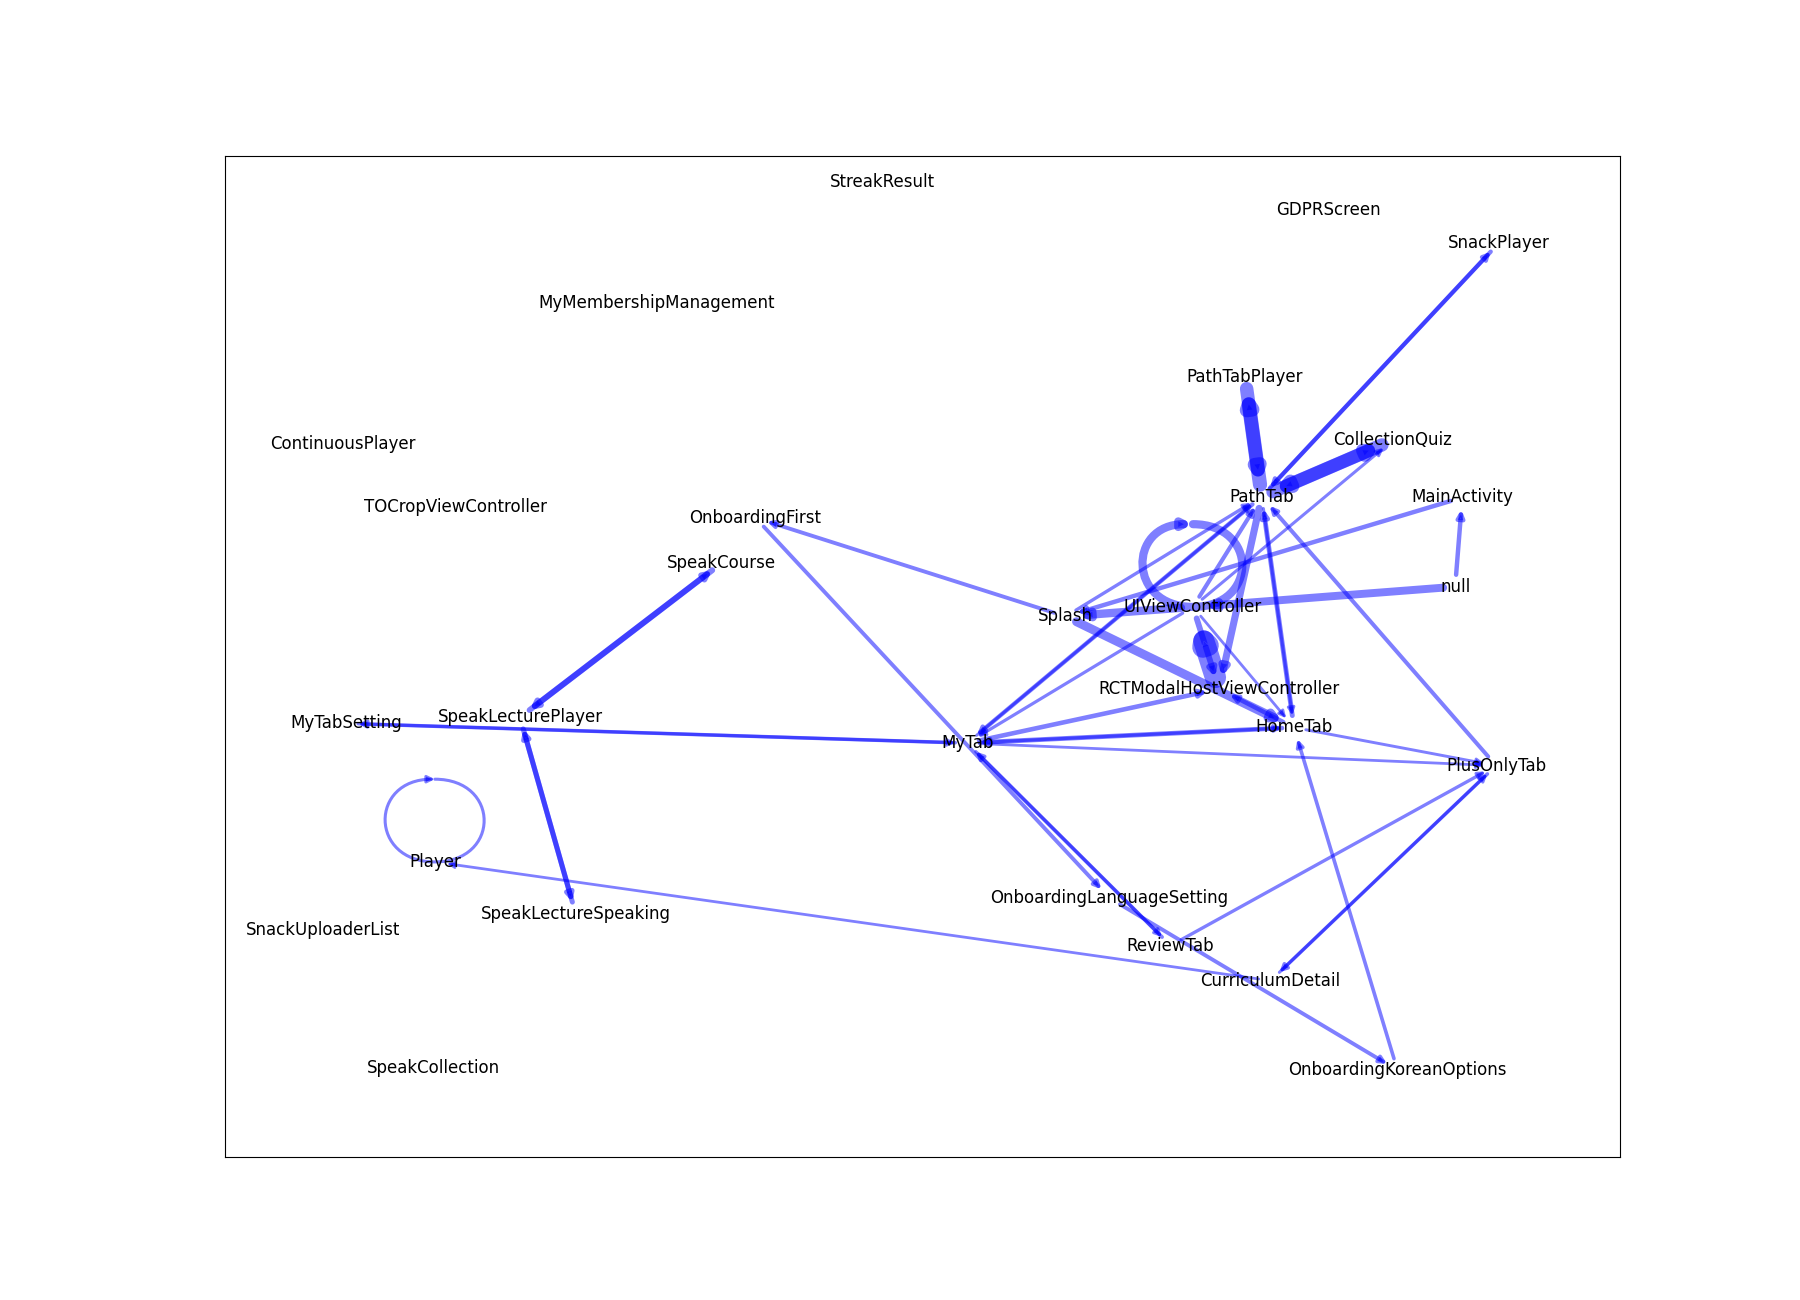 StreakResult
GDPRScreen
SnackPlayer
MyMembershipManagement
PathTabPlayer
CollectionQuiz
ContinuousPlayer
PathTab
MainActivity
TOCropViewController
OnboardingFirst
SpeakCourse
null
UIViewController
Splash
RCTModalHostViewController
SpeakLecturePlayer
MyTabSetting
HomeTab
MyTab
PlusOnlyTab
Player
OnboardingLanguageSetting
SpeakLectureSpeaking
SnackUploaderList
ReviewTab
CurriculumDetail
SpeakCollection
OnboardingKoreanOptions